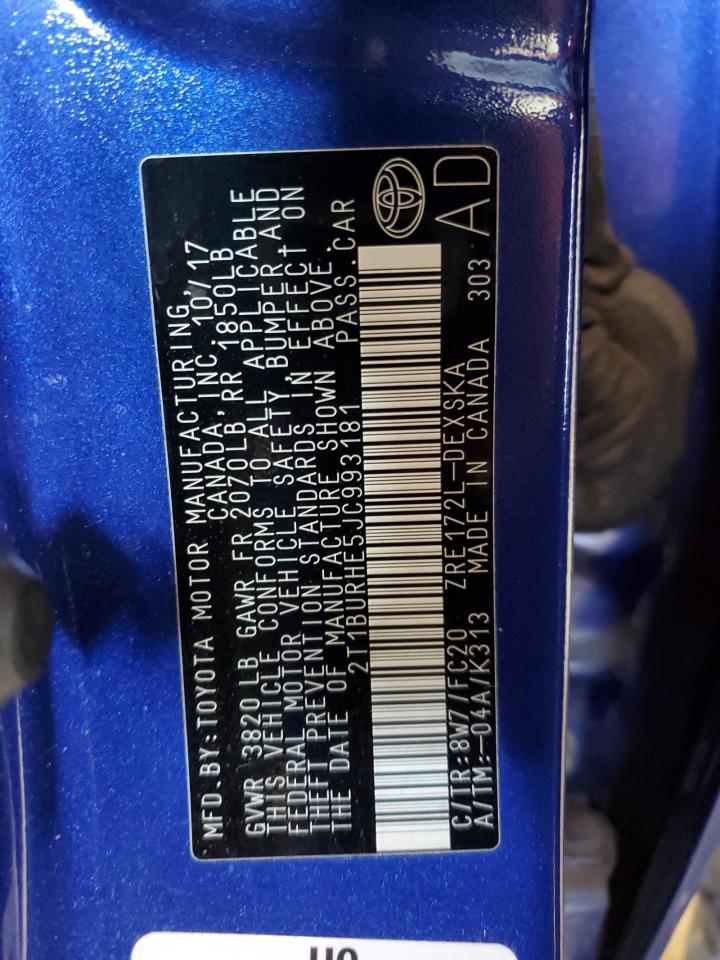 MFD.BY:TOYOTA MOTOR MANUFACTURING,
CANADA, INC. 10/17
GVWR 3820LB GAWR FR 2070LB,RR 1850LB
THIS VEHICLE CONFORMS TO ALL APPLICABLE
FEDERAL MOTOR VEHICLE SAFETY, BUMPER,AND
THEFT PREVENTION STANDARDS IN EFFECT ON
THE DATE OF MANUFACTURE SHOWN ABOVE.
2T1BURHE5JC993181 PASS.CAR
C/TR:8W7/FC20 ZRE172L-DEXSKA
A/TM:-04A/K313 MADE IN CANADA 303 AD